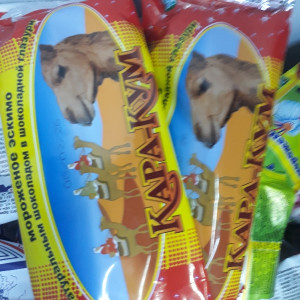 мороженое эскимо
натуральным шоколадом в шоколадной глазури
КАРА-КУМ
КАРА-КУМ